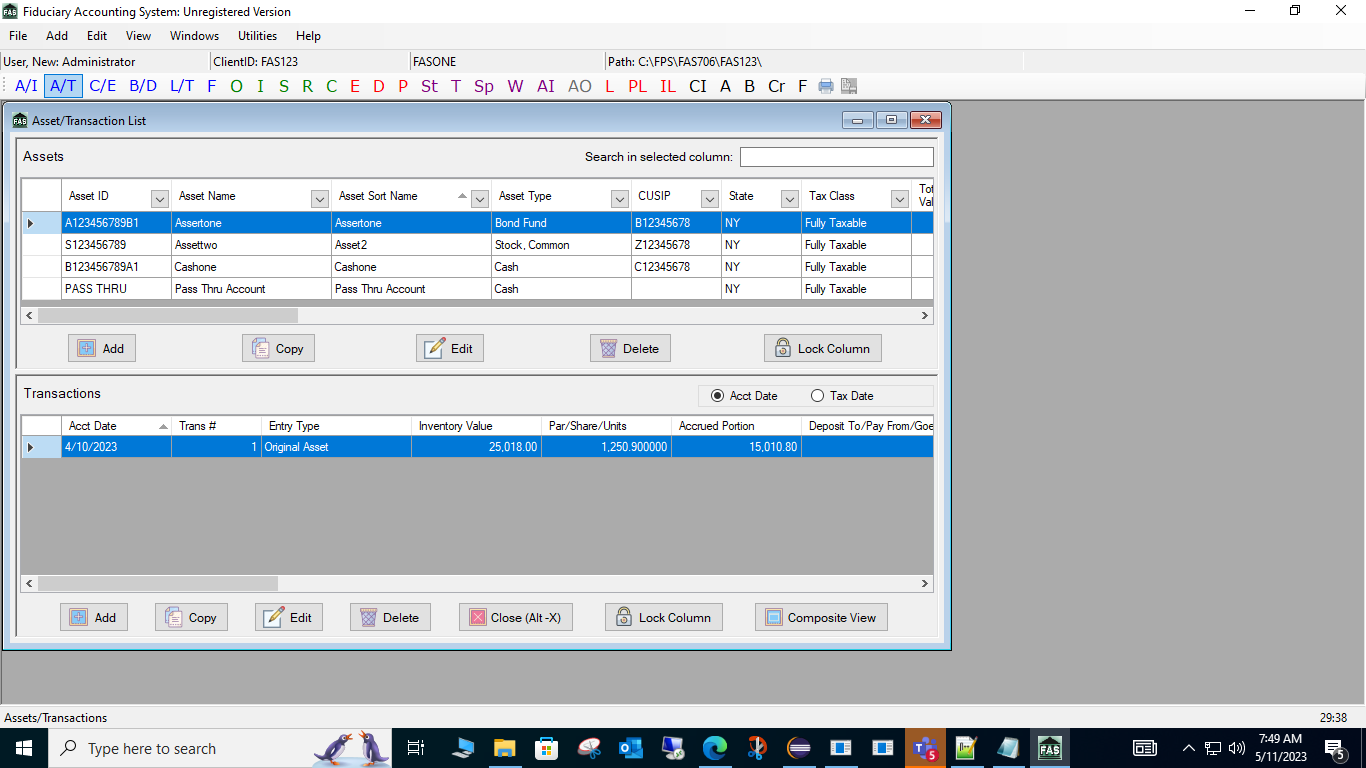 FAS Fiduciary Accounting System: Unregistered Version
File Add Edit View Windows Utilities Help
User, New: Administrator ClientID: FAS123 FASONE Path: C:\FPS\FAS706\FAS123\
A/I A/T C/E B/D L/T F O I S R C E D P St T Sp W AI AO L PL IL CI A B Cr F
FAS Asset/Transaction List
Assets Search in selected column:
Asset ID Asset Name Asset Sort Name Asset Type CUSIP State Tax Class Tot
Val
A123456789B1 Assertone Assertone Bond Fund B12345678 NY Fully Taxable
S123456789 Assettwo Asset2 Stock, Common Z12345678 NY Fully Taxable
B123456789A1 Cashone Cashone Cash C12345678 NY Fully Taxable
PASS THRU Pass Thru Account Pass Thru Account Cash NY Fully Taxable
Add Copy Edit Delete Lock Column
Transactions Acct Date Tax Date
Acct Date Trans # Entry Type Inventory Value Par/Share/Units Accrued Portion Deposit To/Pay From/Goe
4/10/2023 1 Original Asset 25,018.00 1,250.900000 15,010.80
Add Copy Edit Delete Close (Alt -X) Lock Column Composite View
Assets/Transactions 29:38
Type here to search
5
FAS
7:49 AM
5/11/2023
5